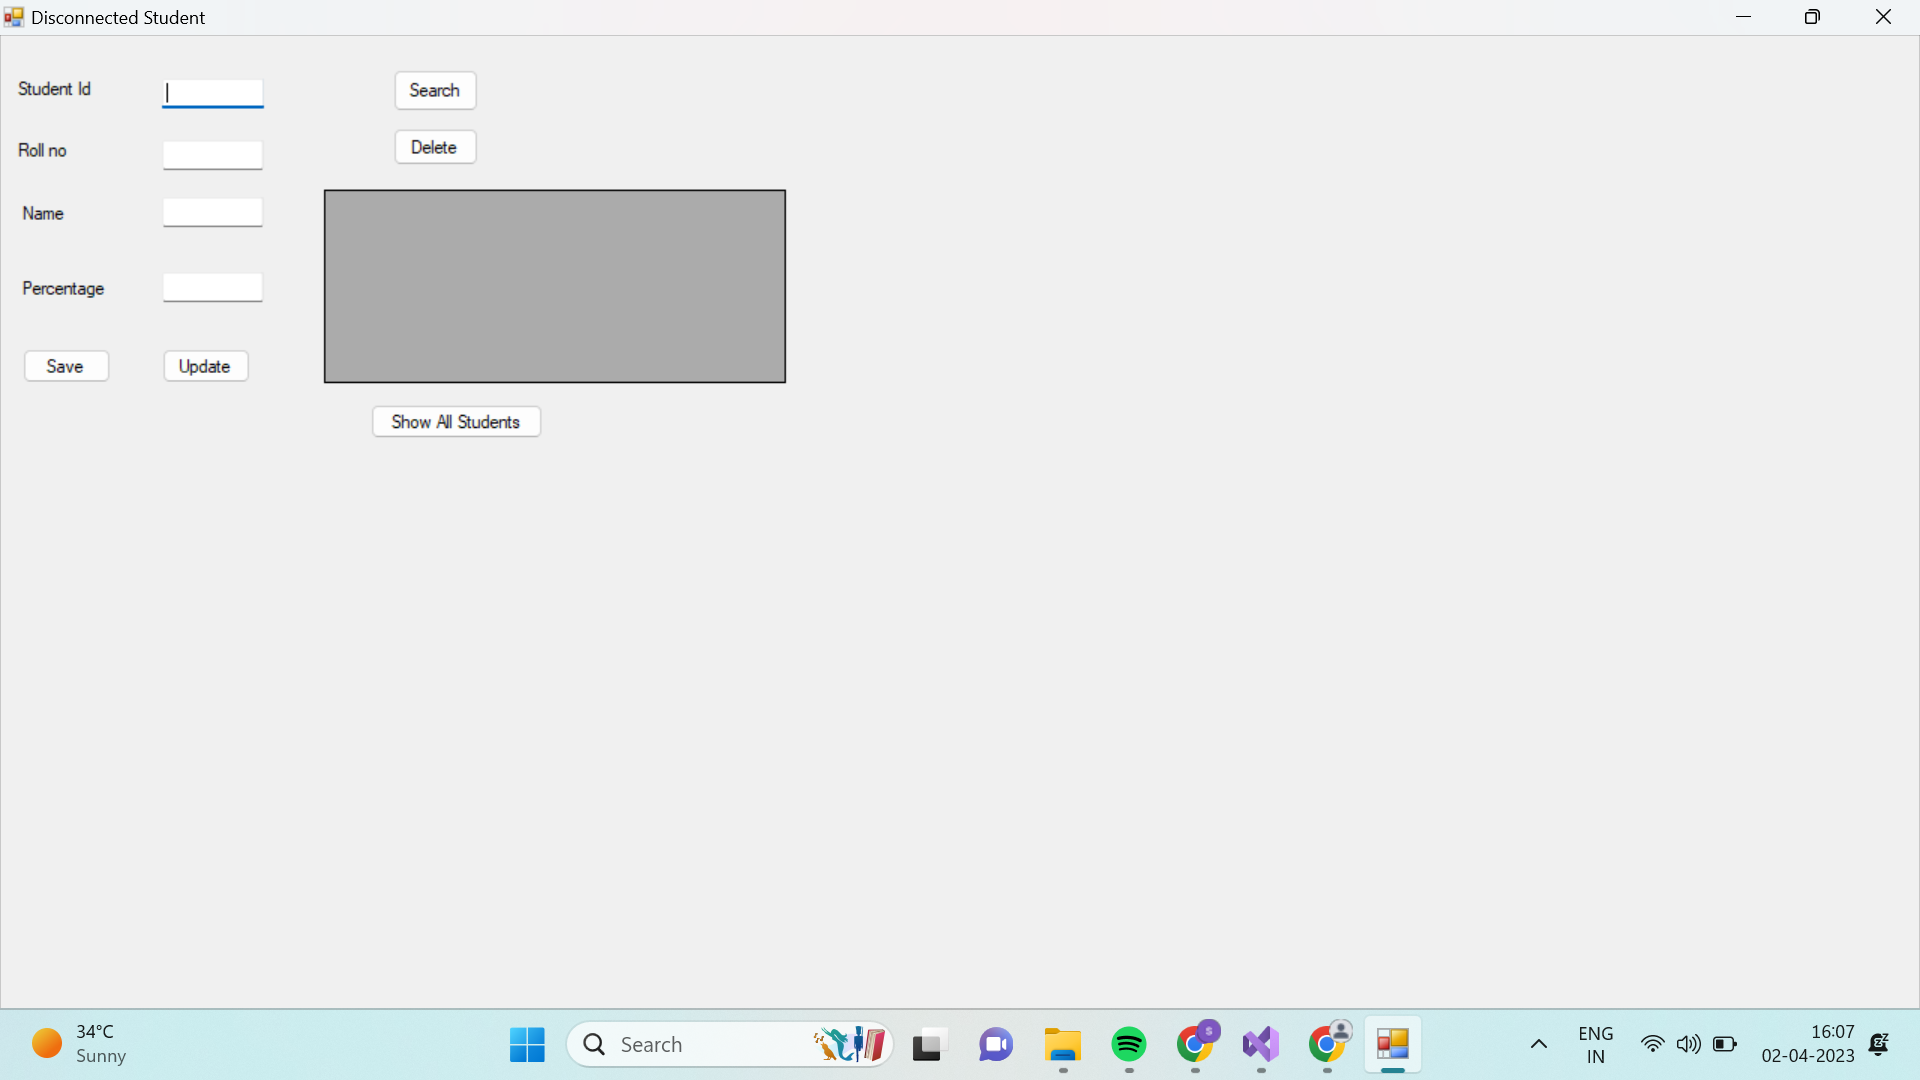 Disconnected Student
Student Id
Search
Roll no
Delete
Name
Percentage
Save
Update
Show All Students
34°C
Sunny
Search
S
ENG
IN
16:07
02-04-2023